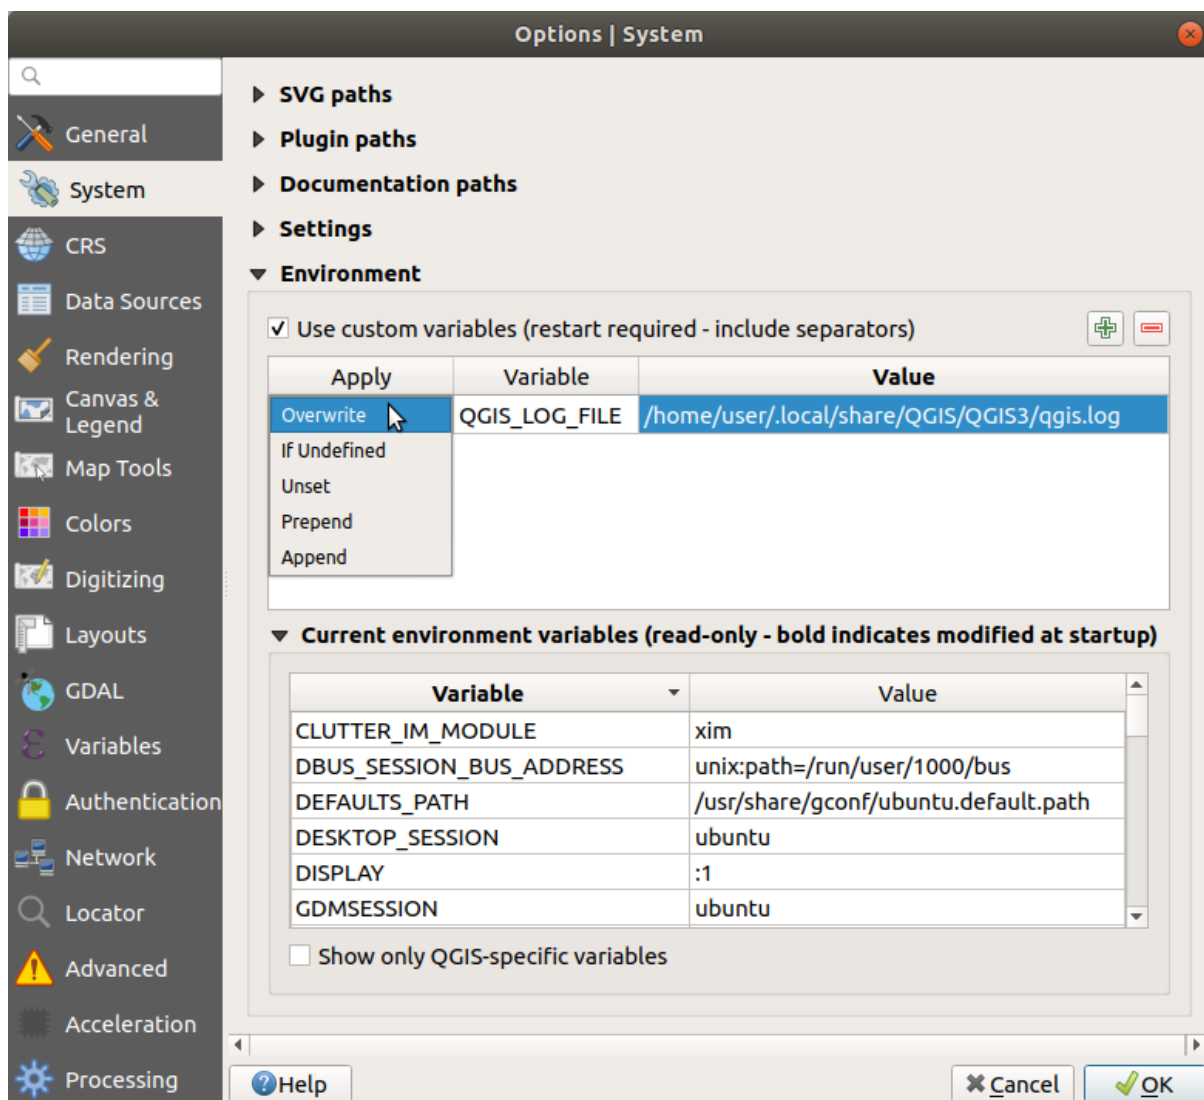 Options | System
General
System
CRS
Data Sources
Rendering
Canvas &
Legend
Map Tools
Colors
Digitizing
Layouts
GDAL
Variables
Authentication
Network
Locator
Advanced
Acceleration
Processing
SVG paths
Plugin paths
Documentation paths
Settings
Environment
Use custom variables (restart required - include separators)
Apply Variable Value
Overwrite QGIS_LOG_FILE /home/user/.local/share/QGIS/QGIS3/qgis.log
If Undefined
Unset
Prepend
Append
Current environment variables (read-only - bold indicates modified at startup)
Variable Value
CLUTTER_IM_MODULE xim
DBUS_SESSION_BUS_ADDRESS unix:path=/run/user/1000/bus
DEFAULTS_PATH /usr/share/gconf/ubuntu.default.path
DESKTOP_SESSION ubuntu
DISPLAY :1
GDMSESSION ubuntu
Show only QGIS-specific variables
Help Cancel OK